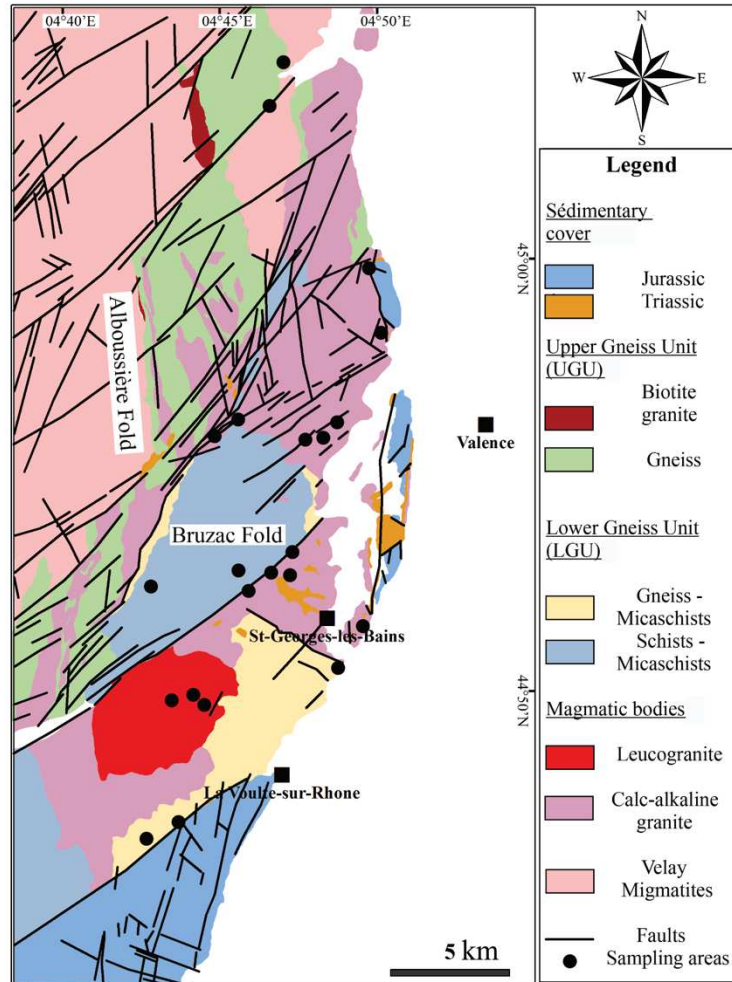 04°40'E
04°45'E
04°50'E
N
W
E
S
45°00'N
44°50'N
Alboussière Fold
Bruzac Fold
Valence
St-Georges-les-Bains
La Voulte-sur-Rhone
5 km
Legend
Sédimentary
cover
Jurassic
Triassic
Upper Gneiss Unit
(UGU)
Biotite
granite
Gneiss
Lower Gneiss Unit
(LGU)
Gneiss -
Micaschists
Schists -
Micaschists
Magmatic bodies
Leucogranite
Calc-alkaline
granite
Velay
Migmatites
Faults
Sampling areas